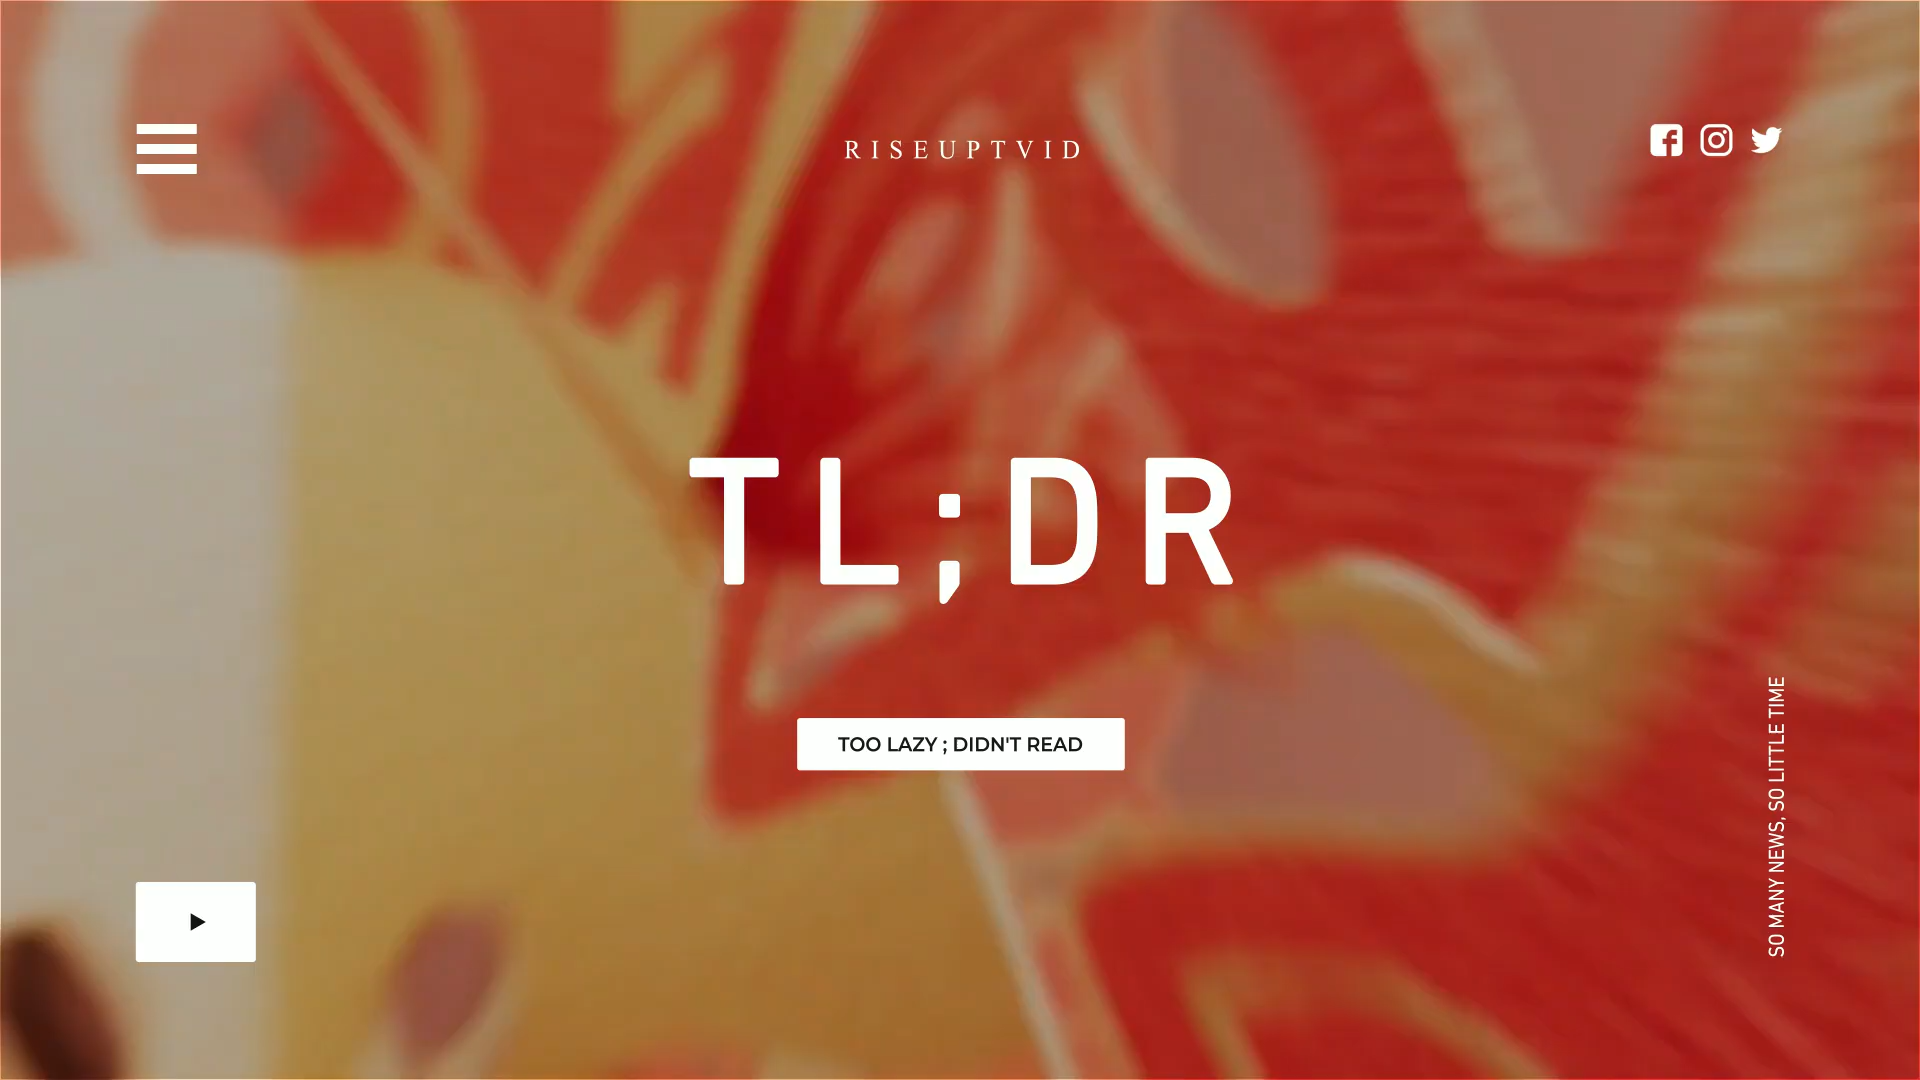 RISEUPTVID
TL;DR
TOO LAZY ; DIDN'T READ
SO MANY NEWS, SO LITTLE TIME